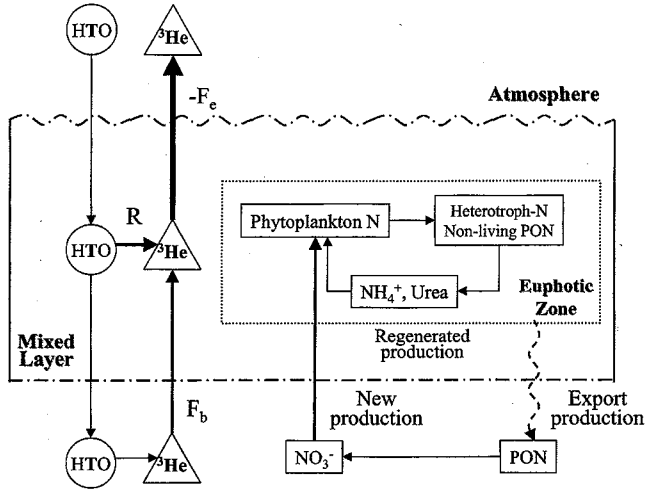 HTO
³He
-Fₑ
Atmosphere
R
HTO
³He
Phytoplankton N
Heterotroph-N
Non-living PON
NH₄⁺, Urea
Euphotic
Zone
Regenerated
production
Mixed
Layer
F_b
New
production
Export
production
HTO
³He
NO₃⁻
PON